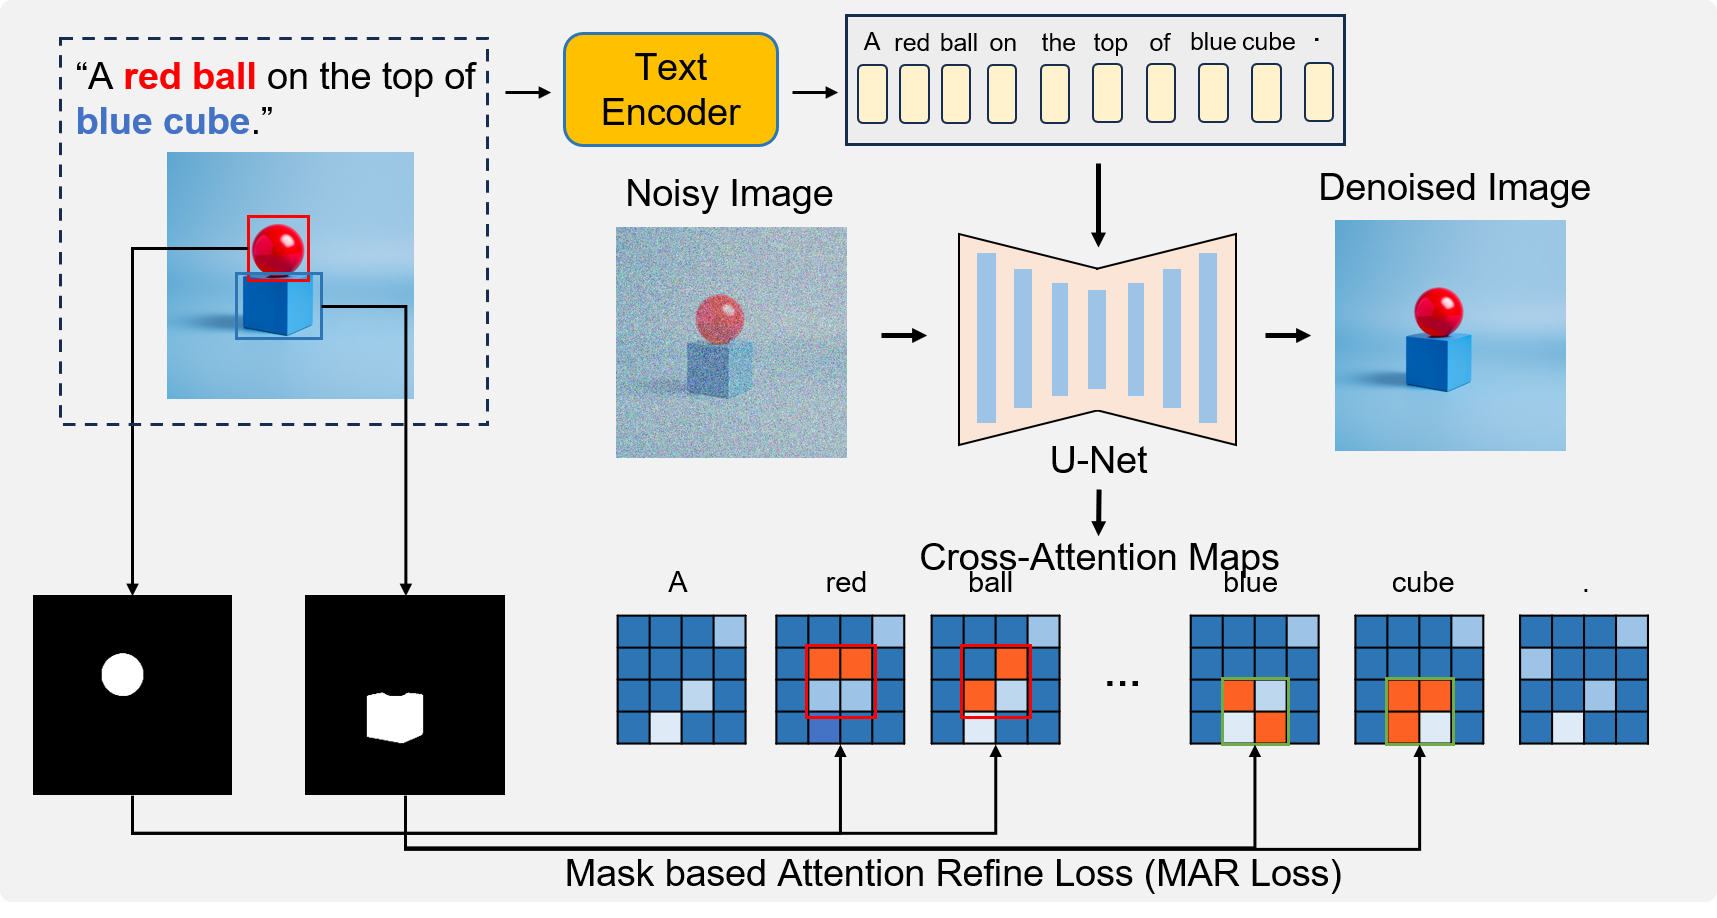 “A red ball on the top of
blue cube.”
Text
Encoder
A red ball on the top of blue cube .
Noisy Image
Denoised Image
U-Net
Cross-Attention Maps
A red ball blue cube .
...
Mask based Attention Refine Loss (MAR Loss)